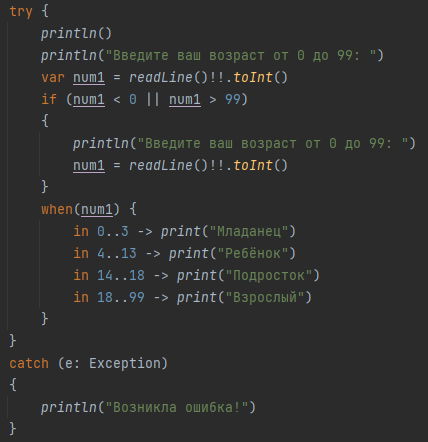 try {
    println()
    println("Введите ваш возраст от 0 до 99: ")
    var num1 = readLine()!!.toInt()
    if (num1 < 0 || num1 > 99)
    {
        println("Введите ваш возраст от 0 до 99: ")
        num1 = readLine()!!.toInt()
    }
    when(num1) {
        in 0..3 -> print("Младанец")
        in 4..13 -> print("Ребёнок")
        in 14..18 -> print("Подросток")
        in 18..99 -> print("Взрослый")
    }
}
catch (e: Exception)
{
    println("Возникла ошибка!")
}